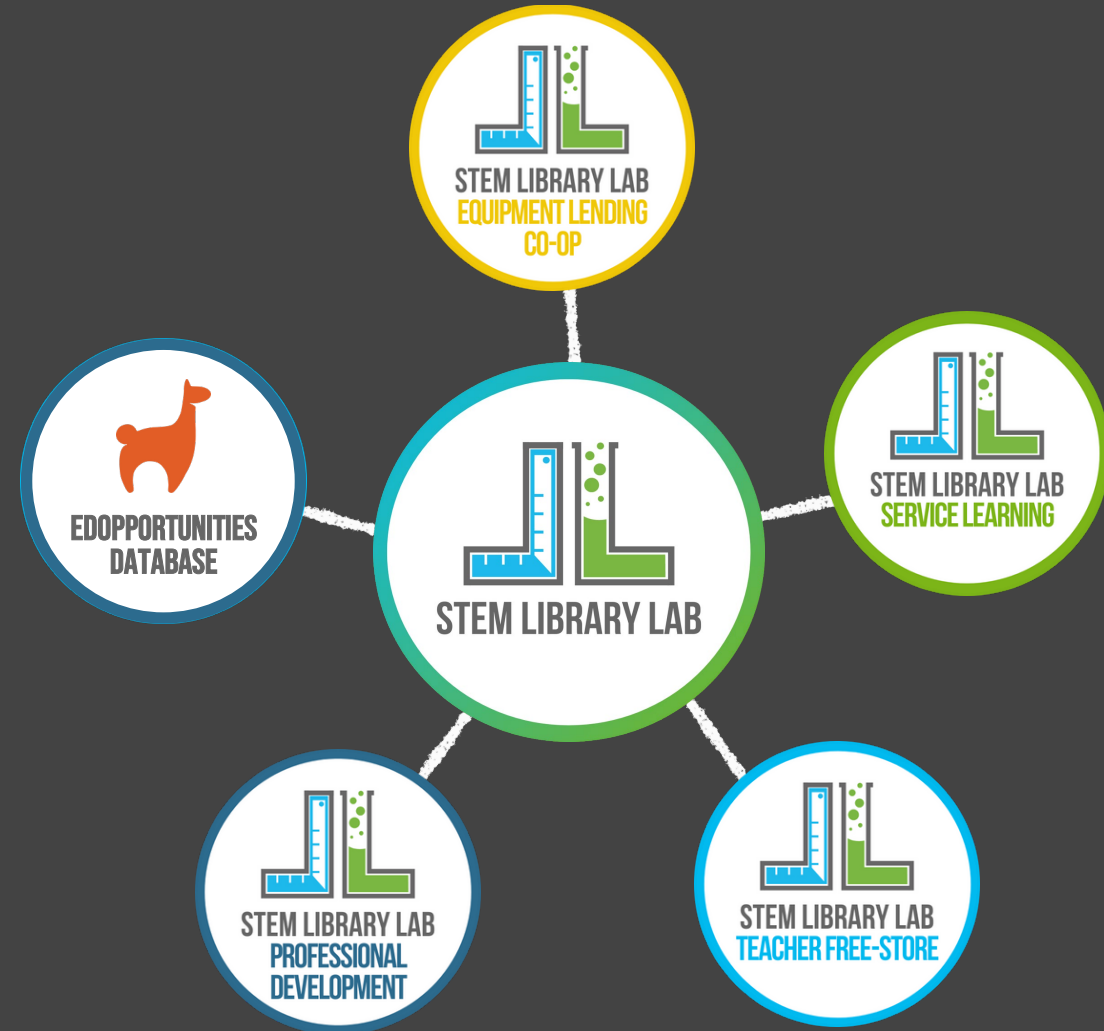 STEM LIBRARY LAB
EQUIPMENT LENDING
CO-OP
STEM LIBRARY LAB
SERVICE LEARNING
EDOPPORTUNITIES
DATABASE
STEM LIBRARY LAB
STEM LIBRARY LAB
PROFESSIONAL
DEVELOPMENT
STEM LIBRARY LAB
TEACHER FREE-STORE